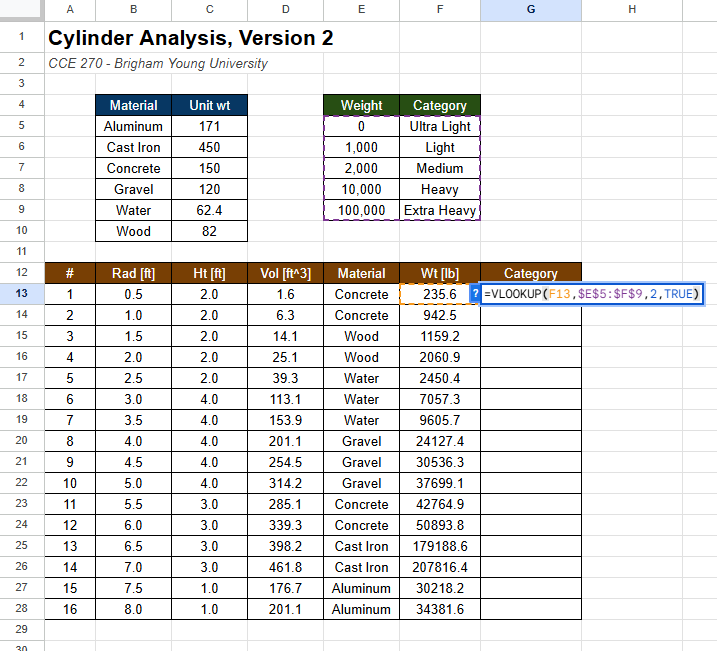 A B C D E F G H
1 Cylinder Analysis, Version 2
2 CCE 270 - Brigham Young University
3
4 Material Unit wt Weight Category
5 Aluminum 171 0 Ultra Light
6 Cast Iron 450 1,000 Light
7 Concrete 150 2,000 Medium
8 Gravel 120 10,000 Heavy
9 Water 62.4 100,000 Extra Heavy
10 Wood 82
11
12 # Rad [ft] Ht [ft] Vol [ft^3] Material Wt [lb] Category
13 1 0.5 2.0 1.6 Concrete 235.6 ? =VLOOKUP(F13,$E$5:$F$9,2,TRUE)
14 2 1.0 2.0 6.3 Concrete 942.5
15 3 1.5 2.0 14.1 Wood 1159.2
16 4 2.0 2.0 25.1 Wood 2060.9
17 5 2.5 2.0 39.3 Water 2450.4
18 6 3.0 4.0 113.1 Water 7057.3
19 7 3.5 4.0 153.9 Water 9605.7
20 8 4.0 4.0 201.1 Gravel 24127.4
21 9 4.5 4.0 254.5 Gravel 30536.3
22 10 5.0 4.0 314.2 Gravel 37699.1
23 11 5.5 3.0 285.1 Concrete 42764.9
24 12 6.0 3.0 339.3 Concrete 50893.8
25 13 6.5 3.0 398.2 Cast Iron 179188.6
26 14 7.0 3.0 461.8 Cast Iron 207816.4
27 15 7.5 1.0 176.7 Aluminum 30218.2
28 16 8.0 1.0 201.1 Aluminum 34381.6
29
30